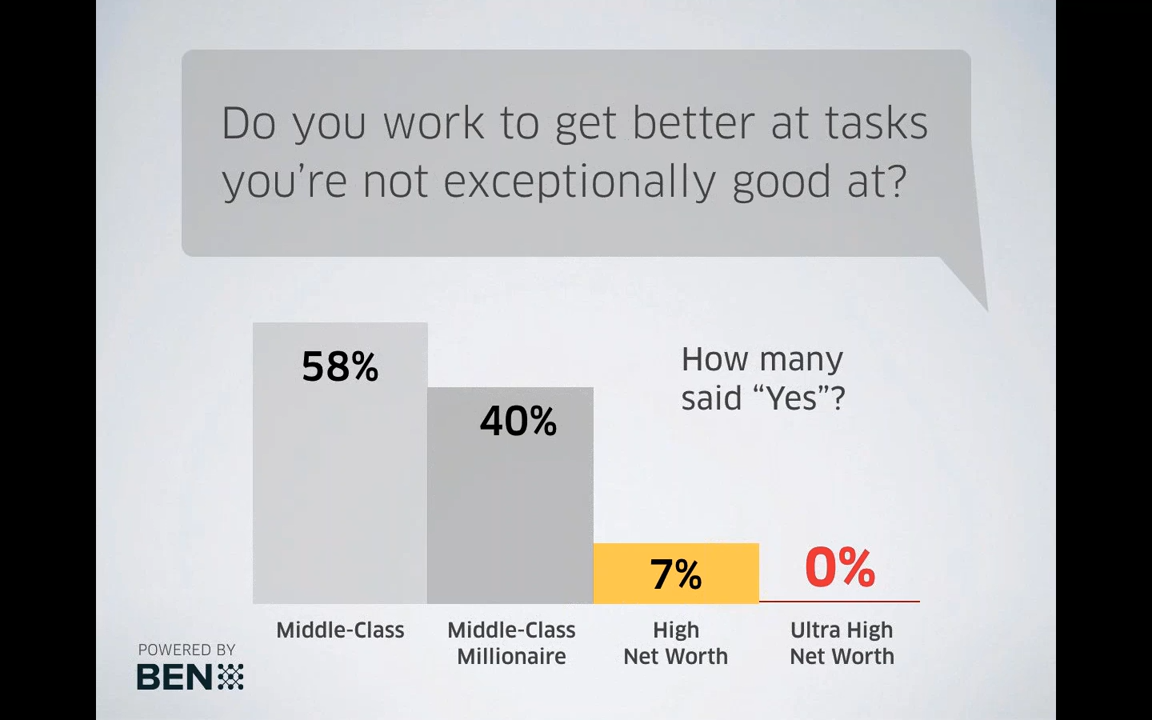 Do you work to get better at tasks
you’re not exceptionally good at?
How many
said “Yes”?
58%
40%
7%
0%
Middle-Class
Middle-Class
Millionaire
High
Net Worth
Ultra High
Net Worth
POWERED BY
BEN